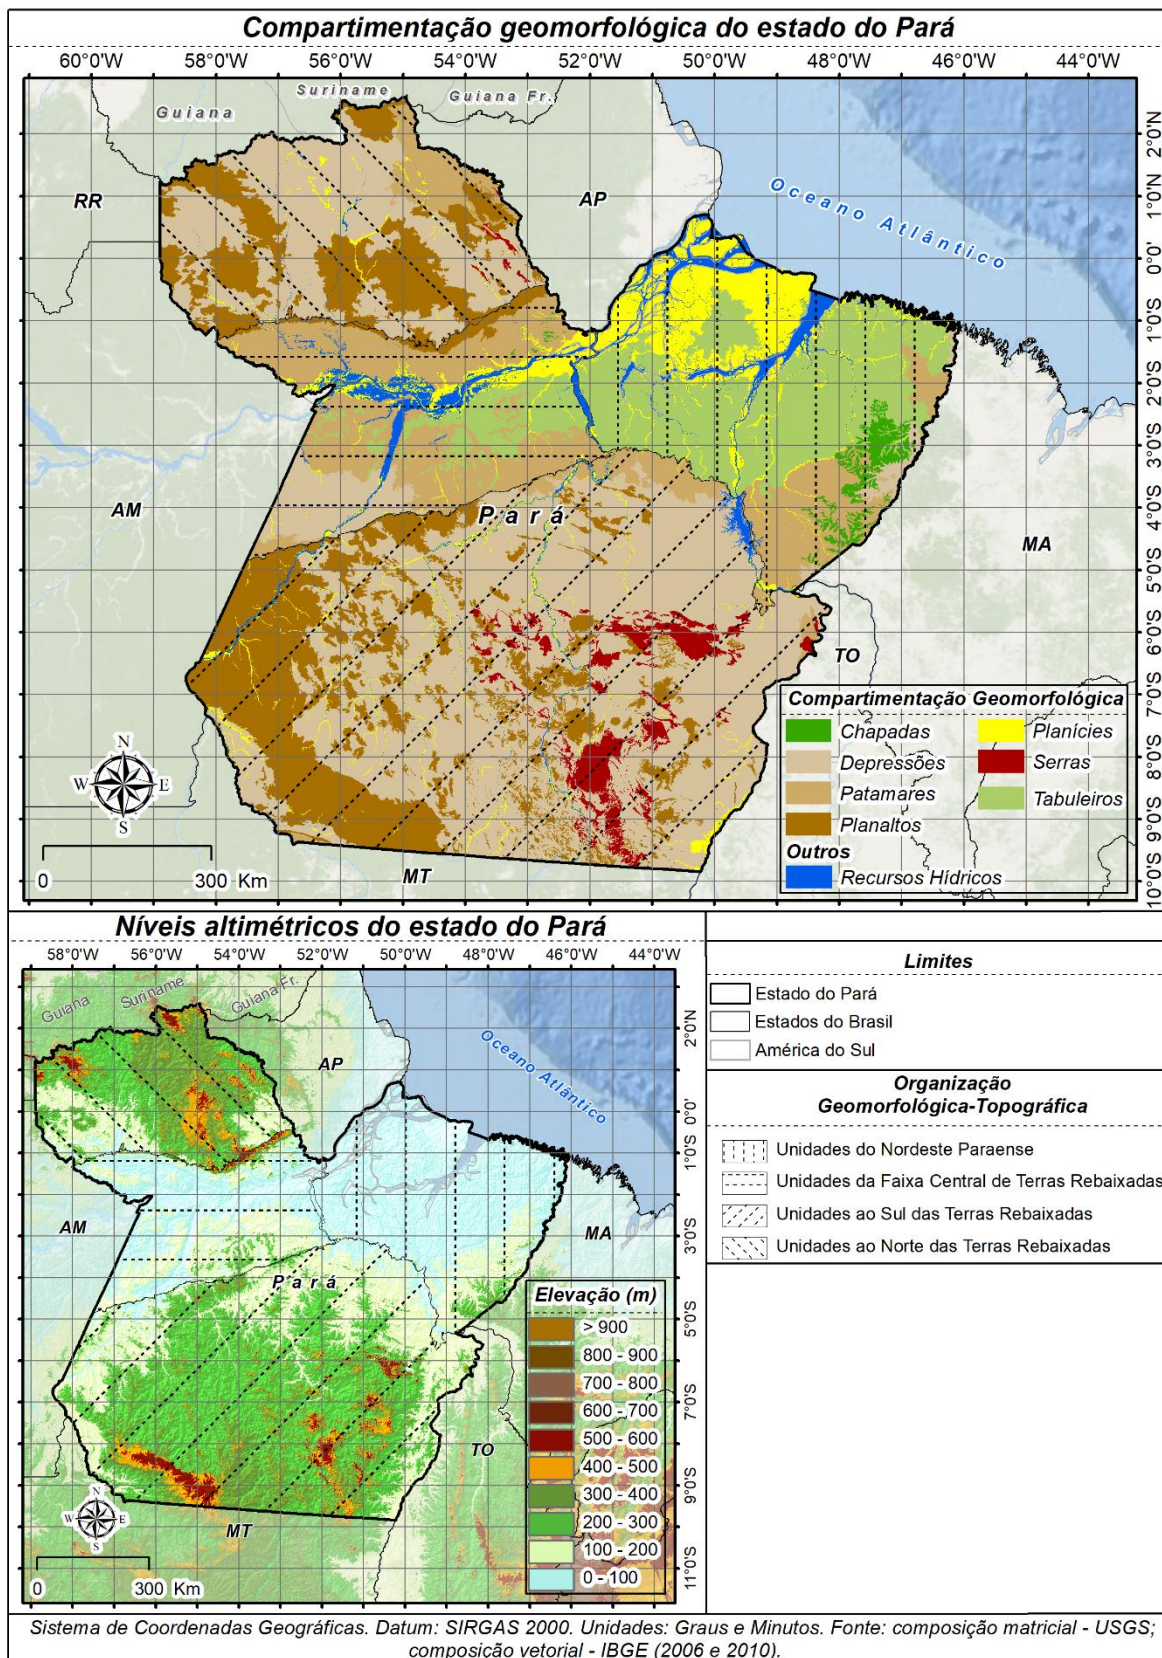 Compartimentação geomorfológica do estado do Pará
60°0'W 58°0'W 56°0'W 54°0'W 52°0'W 50°0'W 48°0'W 46°0'W 44°0'W
Guiana
Suriname
Guiana Fr.
RR
AP
Oceano Atlântico
AM
Pará
MA
TO
MT
2°0'N
1°0'N
0°0'
1°0'S
2°0'S
3°0'S
4°0'S
5°0'S
6°0'S
7°0'S
8°0'S
9°0'S
10°0'S
N
W E
S
0 300 Km
Compartimentação Geomorfológica
Chapadas
Depressões
Patamares
Planaltos
Planícies
Serras
Tabuleiros
Outros
Recursos Hídricos
Níveis altimétricos do estado do Pará
58°0'W 56°0'W 54°0'W 52°0'W 50°0'W 48°0'W 46°0'W 44°0'W
Guiana
Suriname
Guiana Fr.
AP
Oceano Atlântico
AM
MA
Pará
TO
MT
2°0'N
0°0'
1°0'S
3°0'S
5°0'S
7°0'S
9°0'S
11°0'S
N
W E
S
0 300 Km
Elevação (m)
> 900
800 - 900
700 - 800
600 - 700
500 - 600
400 - 500
300 - 400
200 - 300
100 - 200
0 - 100
Limites
Estado do Pará
Estados do Brasil
América do Sul
Organização
Geomorfológica-Topográfica
Unidades do Nordeste Paraense
Unidades da Faixa Central de Terras Rebaixadas
Unidades ao Sul das Terras Rebaixadas
Unidades ao Norte das Terras Rebaixadas
Sistema de Coordenadas Geográficas. Datum: SIRGAS 2000. Unidades: Graus e Minutos. Fonte: composição matricial - USGS;
composição vetorial - IBGE (2006 e 2010).